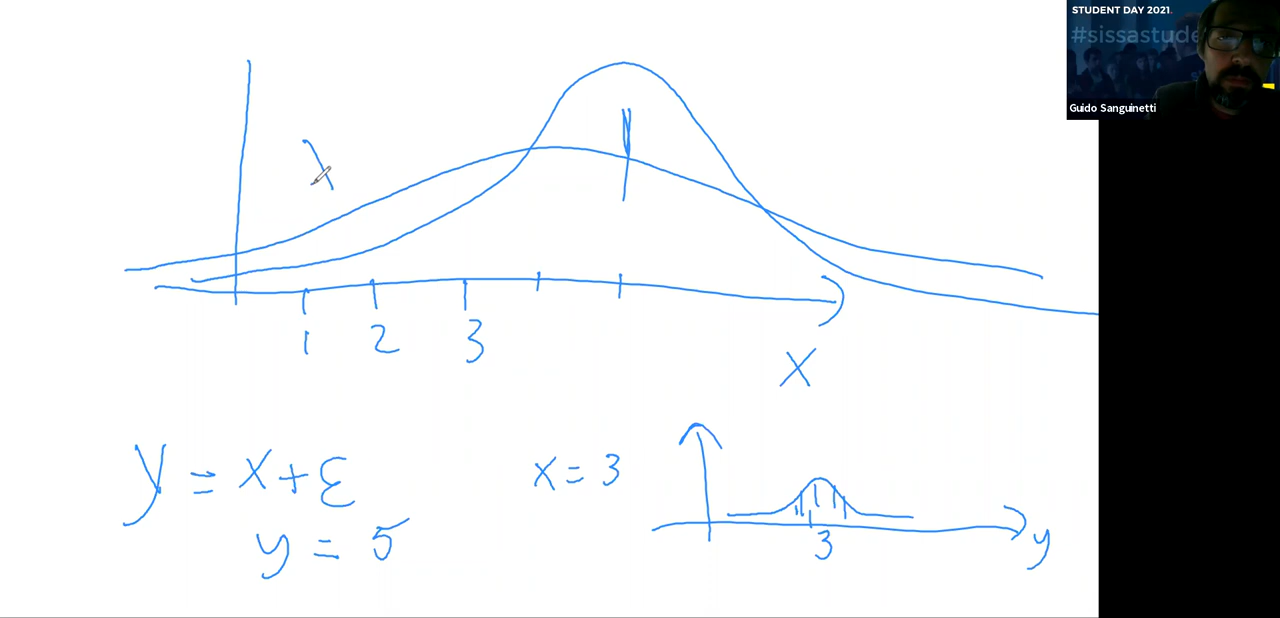 STUDENT DAY 2021.
#sissastude
Guido Sanguinetti
1 2 3
X
y = x + ε
x = 3
y = 5
3
y